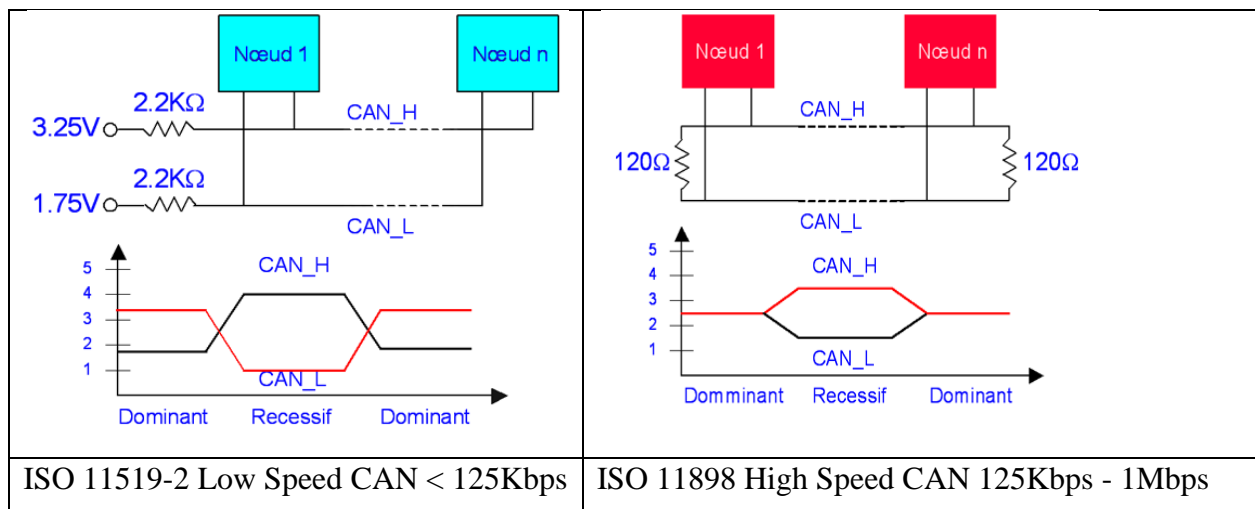 Nœud 1
Nœud n
2.2KΩ
CAN_H
3.25V
2.2KΩ
1.75V
CAN_L
5
4
3
2
1
CAN_H
CAN_L
Dominant Recessif Dominant
ISO 11519-2 Low Speed CAN < 125Kbps
Nœud 1
Nœud n
CAN_H
120Ω
120Ω
CAN_L
5
4
3
2
1
CAN_H
CAN_L
Domminant Recessif Dominant
ISO 11898 High Speed CAN 125Kbps - 1Mbps